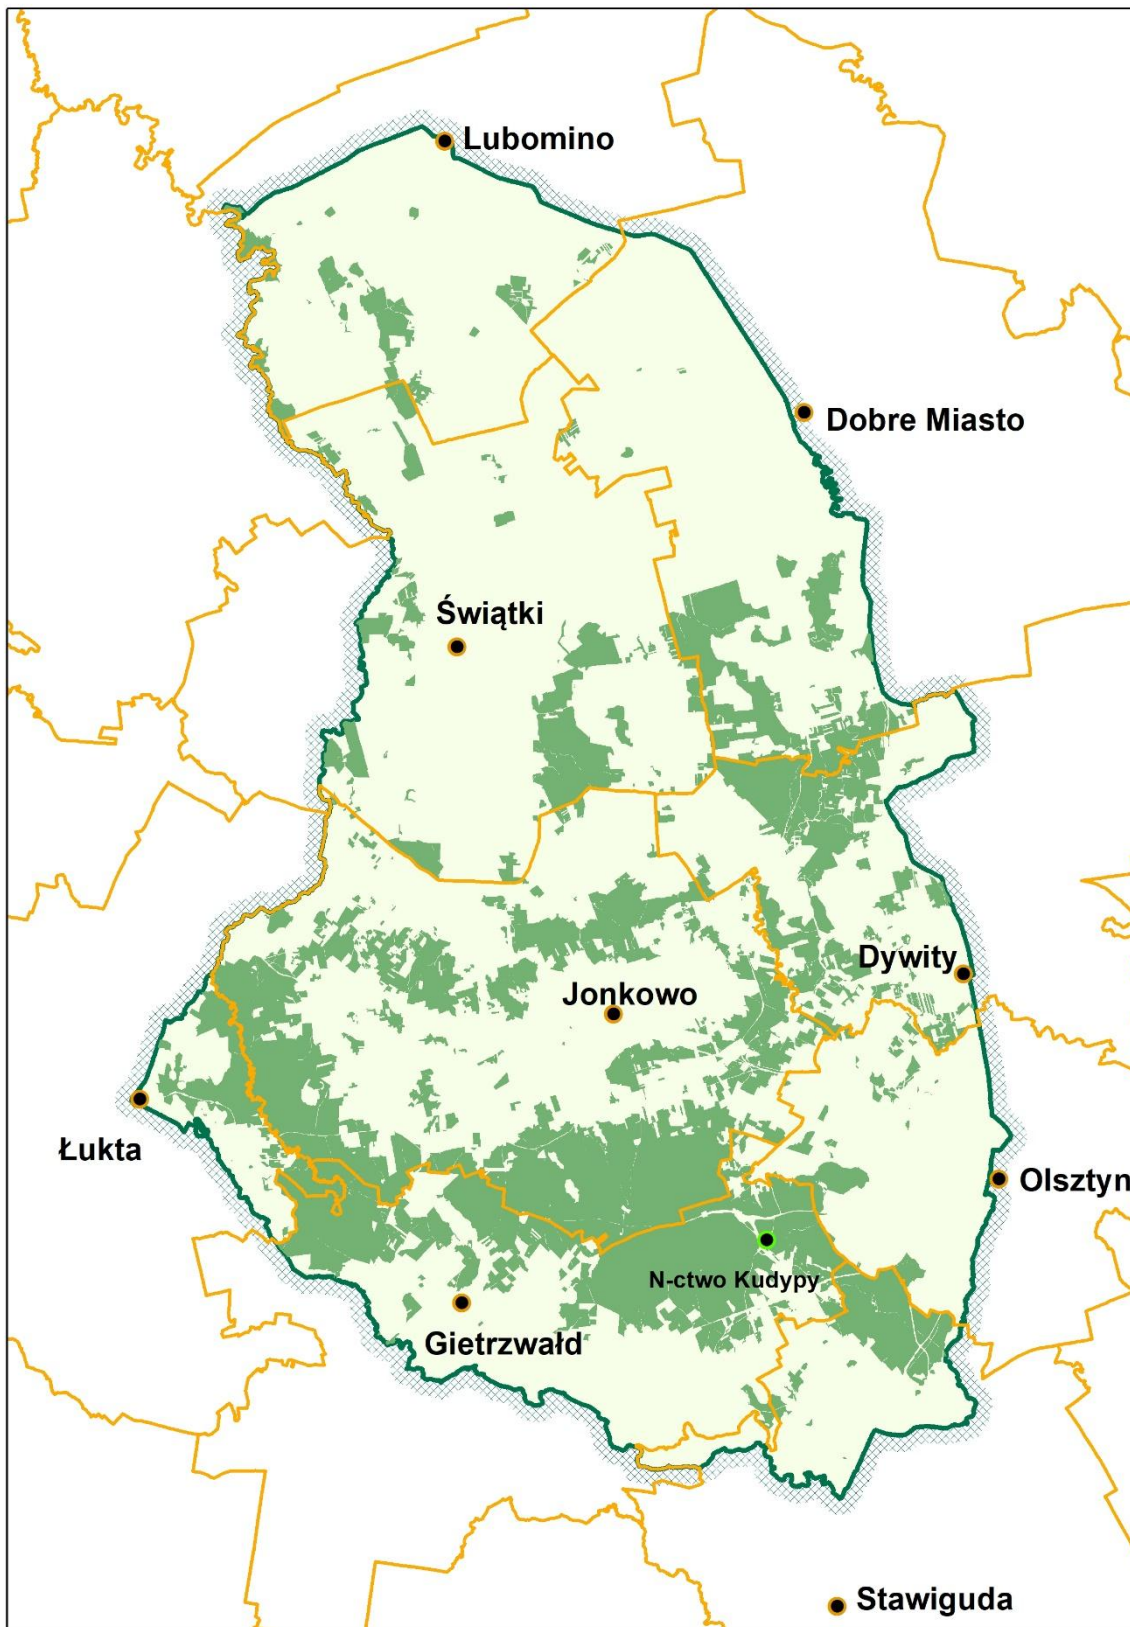 Lubomino
Dobre Miasto
Świątki
Dywity
Jonkowo
Łukta
Olsztyn
N-ctwo Kudypy
Gietrzwałd
Stawiguda